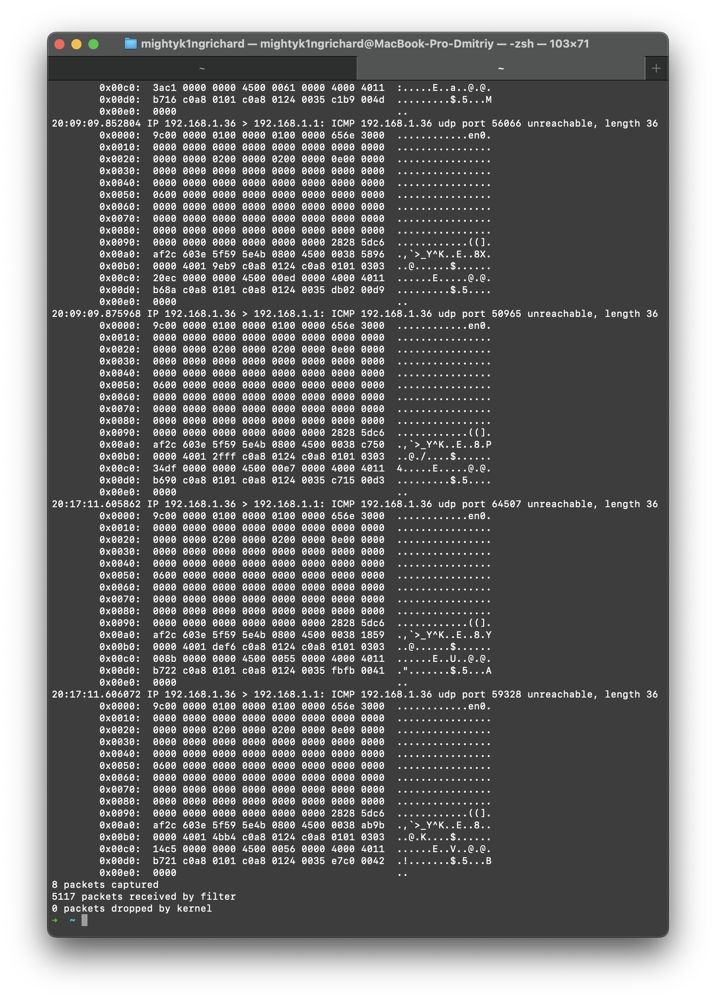 mightyk1ngrichard — mightyk1ngrichard@MacBook-Pro-Dmitriy — -zsh — 103×71
~ ~ +
0x00c0: 3ac1 0000 0000 4500 0061 0000 4000 4011 :.....E..a..@.@.
0x00d0: b716 c0a8 0101 c0a8 0124 0035 c1b9 004d .........$.5...M
0x00e0: 0000 ..
20:09:09.852804 IP 192.168.1.36 > 192.168.1.1: ICMP 192.168.1.36 udp port 56066 unreachable, length 36
0x0000: 9c00 0000 0100 0000 0100 0000 656e 3000 ............en0.
0x0010: 0000 0000 0000 0000 0000 0000 0000 0000 ................
0x0020: 0000 0000 0200 0000 0200 0000 0e00 0000 ................
0x0030: 0000 0000 0000 0000 0000 0000 0000 0000 ................
0x0040: 0000 0000 0000 0000 0000 0000 0000 0000 ................
0x0050: 0600 0000 0000 0000 0000 0000 0000 0000 ................
0x0060: 0000 0000 0000 0000 0000 0000 0000 0000 ................
0x0070: 0000 0000 0000 0000 0000 0000 0000 0000 ................
0x0080: 0000 0000 0000 0000 0000 0000 0000 0000 ................
0x0090: 0000 0000 0000 0000 0000 0000 2828 5dc6 ............((].
0x00a0: af2c 603e 5f59 5e4b 0800 4500 0038 5896 .,`>_Y^K..E..8X.
0x00b0: 0000 4001 9eb9 c0a8 0124 c0a8 0101 0303 ..@......$......
0x00c0: 20ec 0000 0000 4500 00ed 0000 4000 4011 ......E.....@.@.
0x00d0: b68a c0a8 0101 c0a8 0124 0035 db02 00d9 .........$.5....
0x00e0: 0000 ..
20:09:09.875968 IP 192.168.1.36 > 192.168.1.1: ICMP 192.168.1.36 udp port 50965 unreachable, length 36
0x0000: 9c00 0000 0100 0000 0100 0000 656e 3000 ............en0.
0x0010: 0000 0000 0000 0000 0000 0000 0000 0000 ................
0x0020: 0000 0000 0200 0000 0200 0000 0e00 0000 ................
0x0030: 0000 0000 0000 0000 0000 0000 0000 0000 ................
0x0040: 0000 0000 0000 0000 0000 0000 0000 0000 ................
0x0050: 0600 0000 0000 0000 0000 0000 0000 0000 ................
0x0060: 0000 0000 0000 0000 0000 0000 0000 0000 ................
0x0070: 0000 0000 0000 0000 0000 0000 0000 0000 ................
0x0080: 0000 0000 0000 0000 0000 0000 0000 0000 ................
0x0090: 0000 0000 0000 0000 0000 0000 2828 5dc6 ............((].
0x00a0: af2c 603e 5f59 5e4b 0800 4500 0038 c750 .,`>_Y^K..E..8.P
0x00b0: 0000 4001 2fff c0a8 0124 c0a8 0101 0303 ..@./....$......
0x00c0: 34df 0000 0000 4500 00e7 0000 4000 4011 4.....E.....@.@.
0x00d0: b690 c0a8 0101 c0a8 0124 0035 c715 00d3 .........$.5....
0x00e0: 0000 ..
20:17:11.605862 IP 192.168.1.36 > 192.168.1.1: ICMP 192.168.1.36 udp port 64507 unreachable, length 36
0x0000: 9c00 0000 0100 0000 0100 0000 656e 3000 ............en0.
0x0010: 0000 0000 0000 0000 0000 0000 0000 0000 ................
0x0020: 0000 0000 0200 0000 0200 0000 0e00 0000 ................
0x0030: 0000 0000 0000 0000 0000 0000 0000 0000 ................
0x0040: 0000 0000 0000 0000 0000 0000 0000 0000 ................
0x0050: 0600 0000 0000 0000 0000 0000 0000 0000 ................
0x0060: 0000 0000 0000 0000 0000 0000 0000 0000 ................
0x0070: 0000 0000 0000 0000 0000 0000 0000 0000 ................
0x0080: 0000 0000 0000 0000 0000 0000 0000 0000 ................
0x0090: 0000 0000 0000 0000 0000 0000 2828 5dc6 ............((].
0x00a0: af2c 603e 5f59 5e4b 0800 4500 0038 1859 .,`>_Y^K..E..8.Y
0x00b0: 0000 4001 def6 c0a8 0124 c0a8 0101 0303 ..@......$......
0x00c0: 008b 0000 0000 4500 0055 0000 4000 4011 ......E..U..@.@.
0x00d0: b722 c0a8 0101 c0a8 0124 0035 fbfb 0041 .".......$.5...A
0x00e0: 0000 ..
20:17:11.606072 IP 192.168.1.36 > 192.168.1.1: ICMP 192.168.1.36 udp port 59328 unreachable, length 36
0x0000: 9c00 0000 0100 0000 0100 0000 656e 3000 ............en0.
0x0010: 0000 0000 0000 0000 0000 0000 0000 0000 ................
0x0020: 0000 0000 0200 0000 0200 0000 0e00 0000 ................
0x0030: 0000 0000 0000 0000 0000 0000 0000 0000 ................
0x0040: 0000 0000 0000 0000 0000 0000 0000 0000 ................
0x0050: 0600 0000 0000 0000 0000 0000 0000 0000 ................
0x0060: 0000 0000 0000 0000 0000 0000 0000 0000 ................
0x0070: 0000 0000 0000 0000 0000 0000 0000 0000 ................
0x0080: 0000 0000 0000 0000 0000 0000 0000 0000 ................
0x0090: 0000 0000 0000 0000 0000 0000 2828 5dc6 ............((].
0x00a0: af2c 603e 5f59 5e4b 0800 4500 0038 ab9b .,`>_Y^K..E..8..
0x00b0: 0000 4001 4bb4 c0a8 0124 c0a8 0101 0303 ..@.K....$......
0x00c0: 14c5 0000 0000 4500 0056 0000 4000 4011 ......E..V..@.@.
0x00d0: b721 c0a8 0101 c0a8 0124 0035 e7c0 0042 .!.......$.5...B
0x00e0: 0000 ..
8 packets captured
5117 packets received by filter
0 packets dropped by kernel
➜ ~